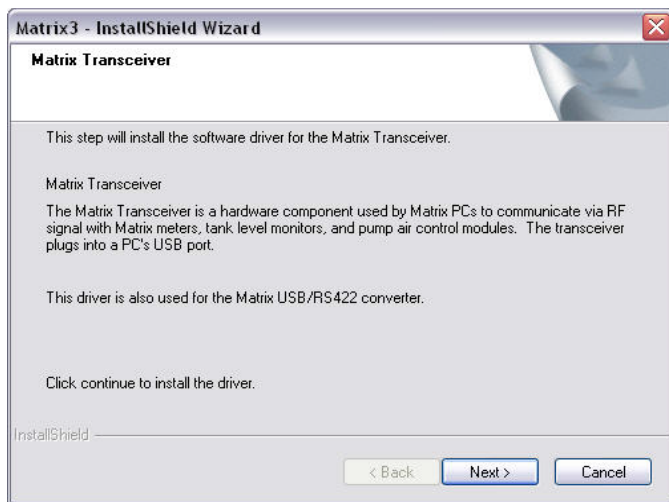 Matrix3 - InstallShield Wizard
Matrix Transceiver
This step will install the software driver for the Matrix Transceiver.
Matrix Transceiver
The Matrix Transceiver is a hardware component used by Matrix PCs to communicate via RF
signal with Matrix meters, tank level monitors, and pump air control modules.  The transceiver
plugs into a PC's USB port.
This driver is also used for the Matrix USB/RS422 converter.
Click continue to install the driver.
InstallShield
< Back
Next >
Cancel